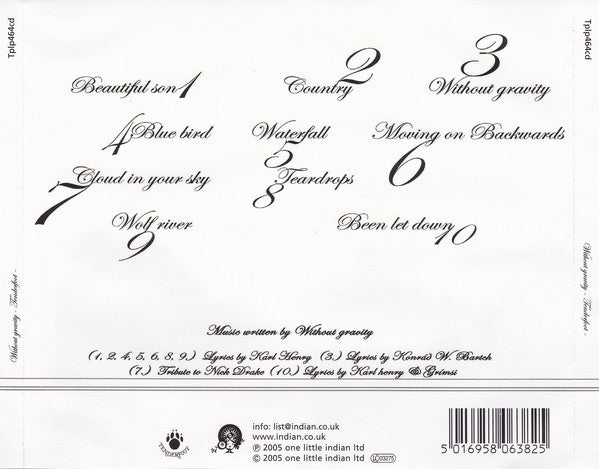 Tplp464cd
Tplp464cd
Beautiful son 1
Country 2
Without gravity 3
4 Blue bird
Waterfall 5
Moving on Backwards 6
7 Cloud in your sky
Teardrops 8
Wolf river 9
Been let down 10
Without gravity - Tenderfoot -
Without gravity - Tenderfoot -
Music written by Without gravity
(1, 2, 4, 5, 6, 8, 9.) Lyrics by Karl Henry (3.) Lyrics by Konrád W. Bartch
(7.) Tribute to Nick Drake (10.) Lyrics by Karl henry & Grímsi
TENDERFOOT
info: list@indian.co.uk
www.indian.co.uk
℗ 2005 one little indian ltd
© 2005 one little indian ltd
LC 03275
5 016958 063825